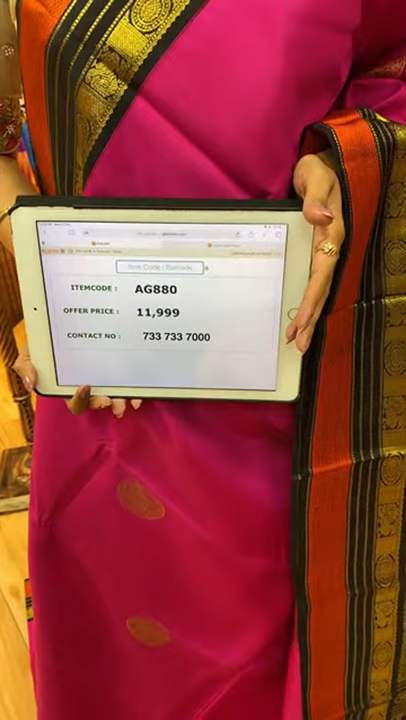 Item Code / Barcode
ITEMCODE : AG880
OFFER PRICE : 11,999
CONTACT NO : 733 733 7000